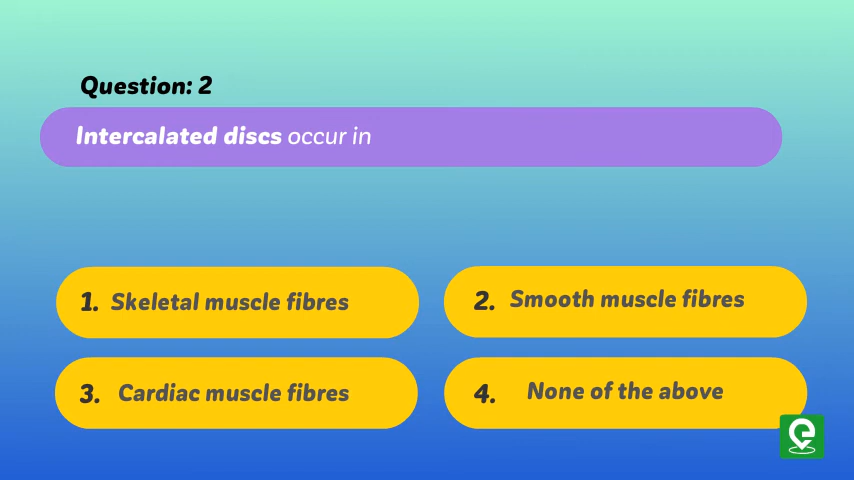 Question: 2
Intercalated discs occur in
1. Skeletal muscle fibres
2. Smooth muscle fibres
3. Cardiac muscle fibres
4. None of the above